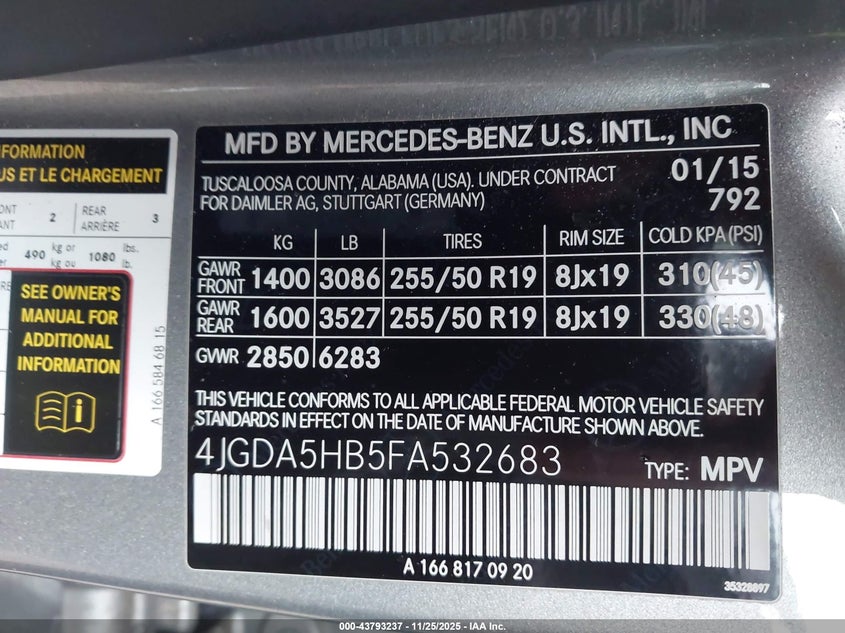 MFD BY MERCEDES-BENZ U.S. INTL., INC
TUSCALOOSA COUNTY, ALABAMA (USA). UNDER CONTRACT
FOR DAIMLER AG, STUTTGART (GERMANY)
01/15
792
KG LB TIRES RIM SIZE COLD KPA (PSI)
GAWR FRONT 1400 3086 255/50 R19 8Jx19 310(45)
GAWR REAR 1600 3527 255/50 R19 8Jx19 330(48)
GVWR 2850 6283
THIS VEHICLE CONFORMS TO ALL APPLICABLE FEDERAL MOTOR VEHICLE SAFETY
STANDARDS IN EFFECT ON THE DATE OF MANUFACTURE SHOWN ABOVE.
4JGDA5HB5FA532683 TYPE: MPV
A 166 817 09 20
35328897
US ET LE CHARGEMENT
2 REAR ARRIÈRE 3
490 kg or kg ou 1080 lbs. lb.
SEE OWNER'S
MANUAL FOR
ADDITIONAL
INFORMATION
A 166 584 68 15
000-43793237 - 11/25/2025 - IAA Inc.